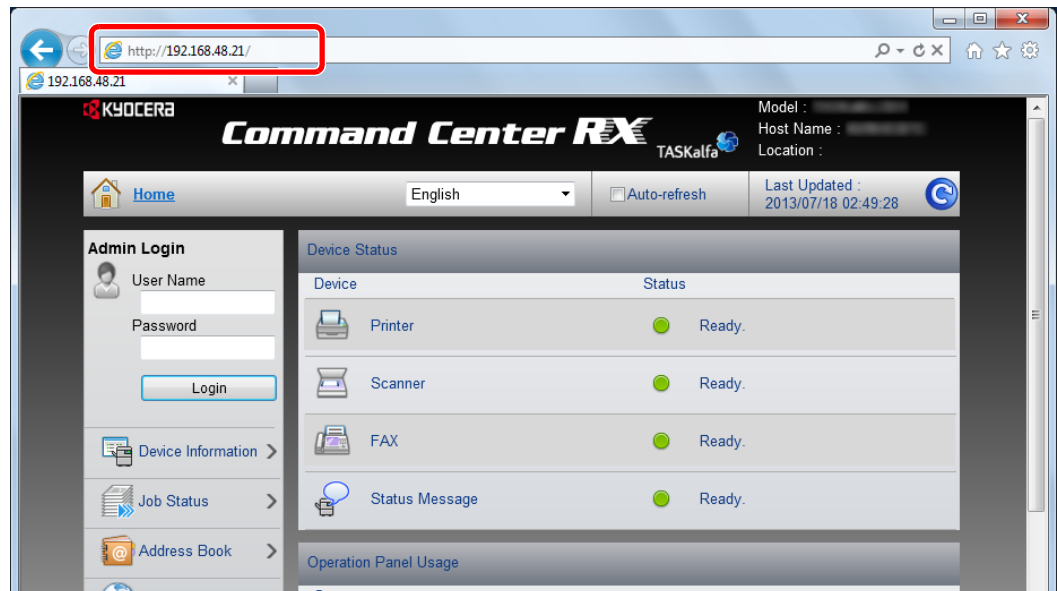 http://192.168.48.21/
192.168.48.21
KYOCERA
Command Center RX
TASKalfa
Model :
Host Name :
Location :
Home
English
Auto-refresh
Last Updated :
2013/07/18 02:49:28
Admin Login
User Name
Password
Login
Device Information
Job Status
Address Book
Device Status
Device Status
Printer Ready.
Scanner Ready.
FAX Ready.
Status Message Ready.
Operation Panel Usage